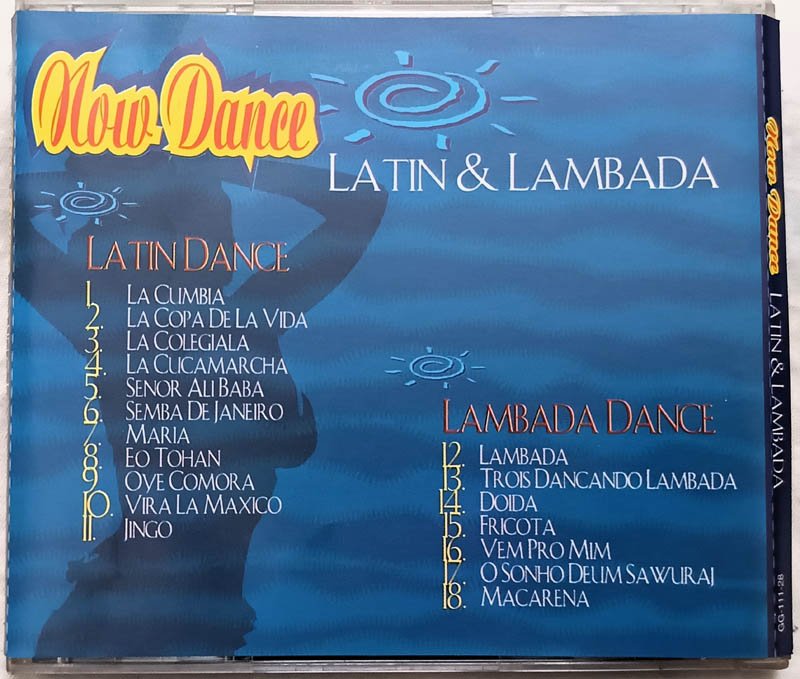 Now Dance
LATIN & LAMBADA
LATIN DANCE
1. LA CUMBIA
2. LA COPA DE LA VIDA
3. LA COLEGIALA
4. LA CUCAMARCHA
5. SENOR ALI BABA
6. SEMBA DE JANEIRO
7. MARIA
8. EO TOHAN
9. OYE COMORA
10. VIRA LA MAXICO
11. JINGO
LAMBADA DANCE
12. LAMBADA
13. TROIS DANCANDO LAMBADA
14. DOIDA
15. FRICOTA
16. VEM PRO MIM
17. O SONHO DEUM SAWURAJ
18. MACARENA
Now Dance LATIN & LAMBADA
GG-111-28